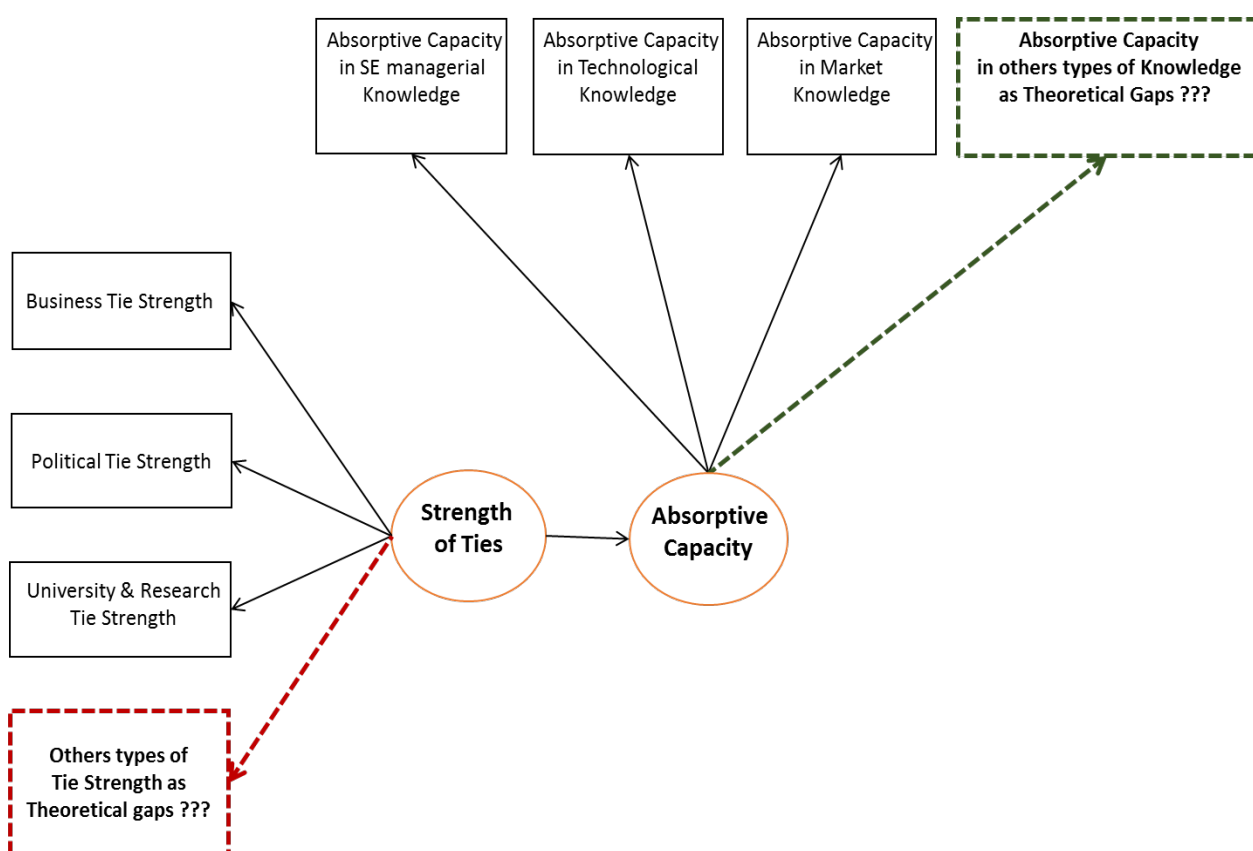 Absorptive Capacity
in SE managerial
Knowledge
Absorptive Capacity
in Technological
Knowledge
Absorptive Capacity
in Market
Knowledge
Absorptive Capacity
in others types of Knowledge
as Theoretical Gaps ???
Business Tie Strength
Political Tie Strength
University & Research
Tie Strength
Others types of
Tie Strength as
Theoretical gaps ???
Strength
of Ties
Absorptive
Capacity